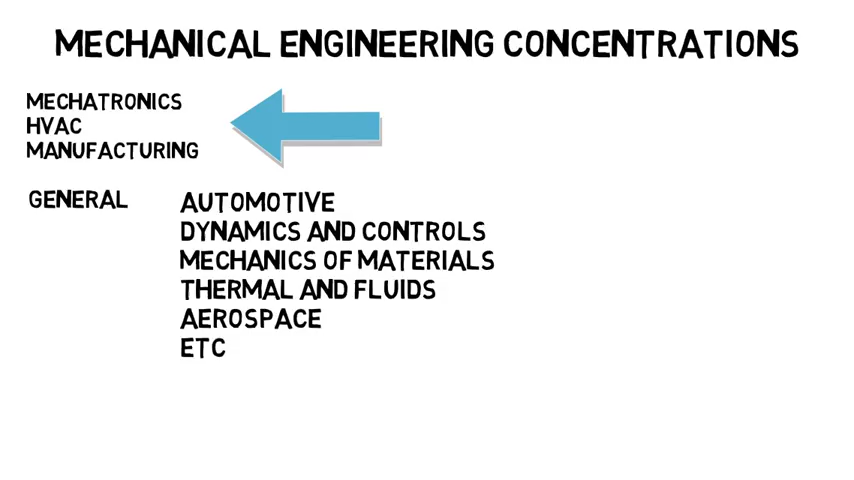 MECHANICAL ENGINEERING CONCENTRATIONS
MECHATRONICS
HVAC
MANUFACTURING
GENERAL
AUTOMOTIVE
DYNAMICS AND CONTROLS
MECHANICS OF MATERIALS
THERMAL AND FLUIDS
AEROSPACE
ETC